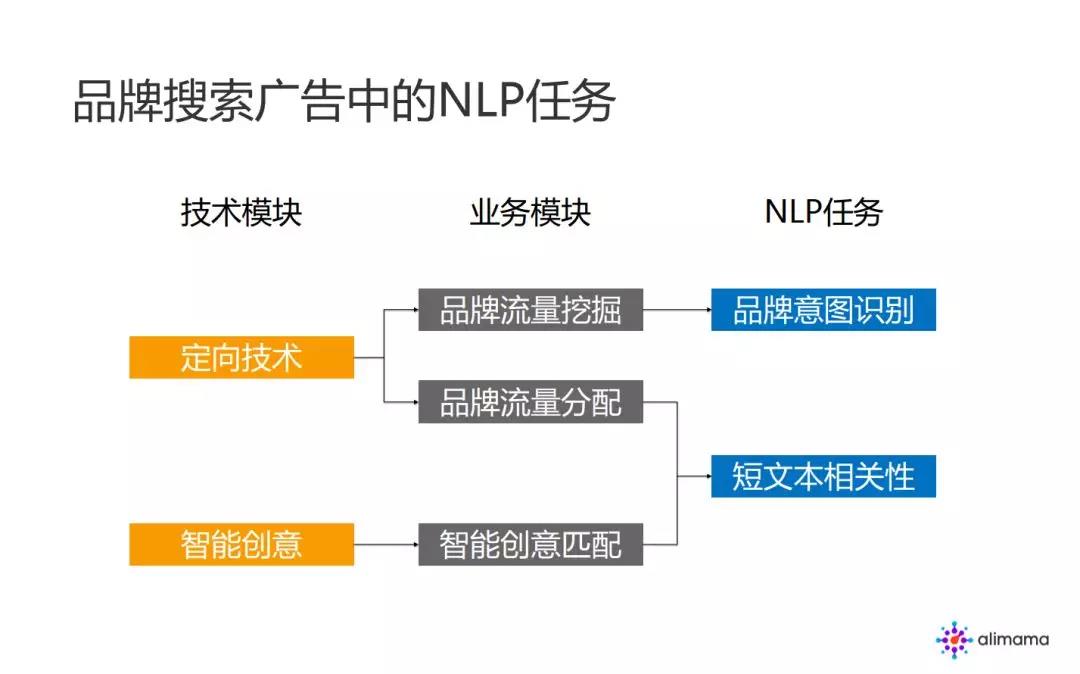 品牌搜索广告中的NLP任务
技术模块 业务模块 NLP任务
品牌流量挖掘 品牌意图识别
定向技术
品牌流量分配
短文本相关性
智能创意 智能创意匹配
alimama